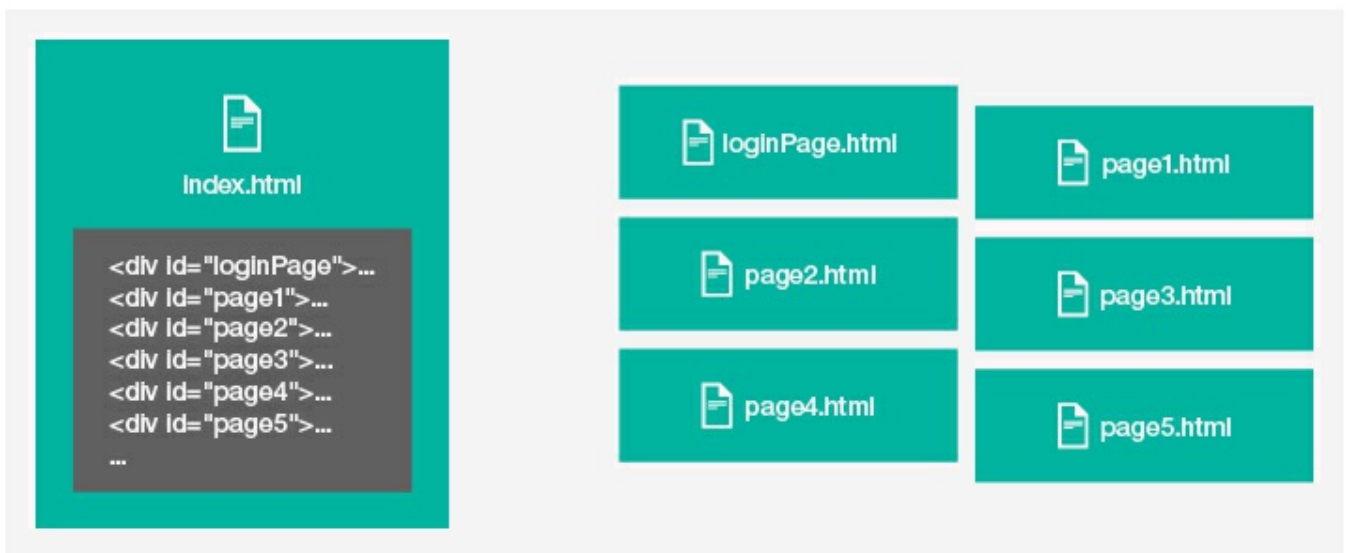 index.html
<div id="loginPage">...
<div id="page1">...
<div id="page2">...
<div id="page3">...
<div id="page4">...
<div id="page5">...
...
loginPage.html
page1.html
page2.html
page3.html
page4.html
page5.html